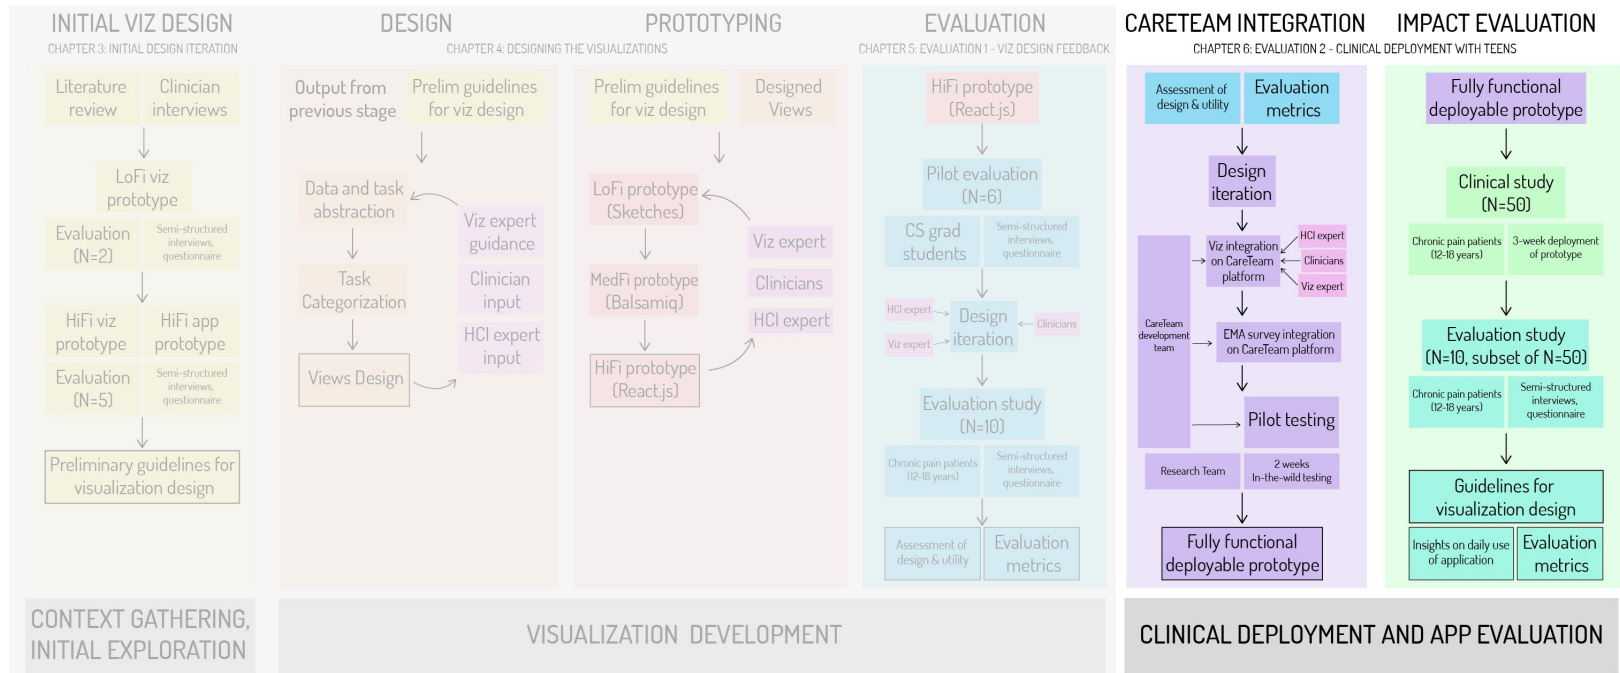 INITIAL VIZ DESIGN
CHAPTER 3: INITIAL DESIGN ITERATION
Literature
review
Clinician
interviews
LoFi viz
prototype
Evaluation
(N=2)
Semi-structured
interviews,
questionnaire
HiFi viz
prototype
HiFi app
prototype
Evaluation
(N=5)
Semi-structured
interviews,
questionnaire
Preliminary guidelines for
visualization design
CONTEXT GATHERING,
INITIAL EXPLORATION
DESIGN
PROTOTYPING
CHAPTER 4: DESIGNING THE VISUALIZATIONS
Output from
previous stage
Prelim guidelines
for viz design
Data and task
abstraction
Viz expert
guidance
Task
Categorization
Clinician
input
HCI expert
input
Views Design
Prelim guidelines
for viz design
Designed
Views
LoFi prototype
(Sketches)
Viz expert
MedFi prototype
(Balsamiq)
Clinicians
HCI expert
HiFi prototype
(React.js)
EVALUATION
CHAPTER 5: EVALUATION 1 - VIZ DESIGN FEEDBACK
HiFi prototype
(React.js)
Pilot evaluation
(N=6)
CS grad
students
Semi-structured
interviews,
questionnaire
HCI expert
Viz expert
Design
iteration
Clinicians
Evaluation study
(N=10)
Chronic pain patients
(12-18 years)
Semi-structured
interviews,
questionnaire
Assessment of
design & utility
Evaluation
metrics
VISUALIZATION DEVELOPMENT
CARETEAM INTEGRATION
IMPACT EVALUATION
CHAPTER 6: EVALUATION 2 - CLINICAL DEPLOYMENT WITH TEENS
Assessment of
design & utility
Evaluation
metrics
Design
iteration
Viz integration
on CareTeam
platform
HCI expert
Clinicians
Viz expert
CareTeam
development
team
EMA survey integration
on CareTeam platform
Pilot testing
Research Team
2 weeks
In-the-wild testing
Fully functional
deployable prototype
Fully functional
deployable prototype
Clinical study
(N=50)
Chronic pain patients
(12-18 years)
3-week deployment
of prototype
Evaluation study
(N=10, subset of N=50)
Chronic pain patients
(12-18 years)
Semi-structured
interviews,
questionnaire
Guidelines for
visualization design
Insights on daily use
of application
Evaluation
metrics
CLINICAL DEPLOYMENT AND APP EVALUATION